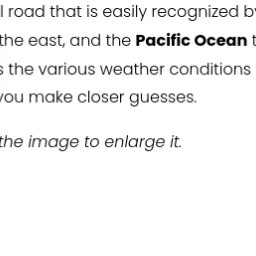 l road that is easily recognized by
the east, and the Pacific Ocean t
s the various weather conditions
you make closer guesses.
the image to enlarge it.